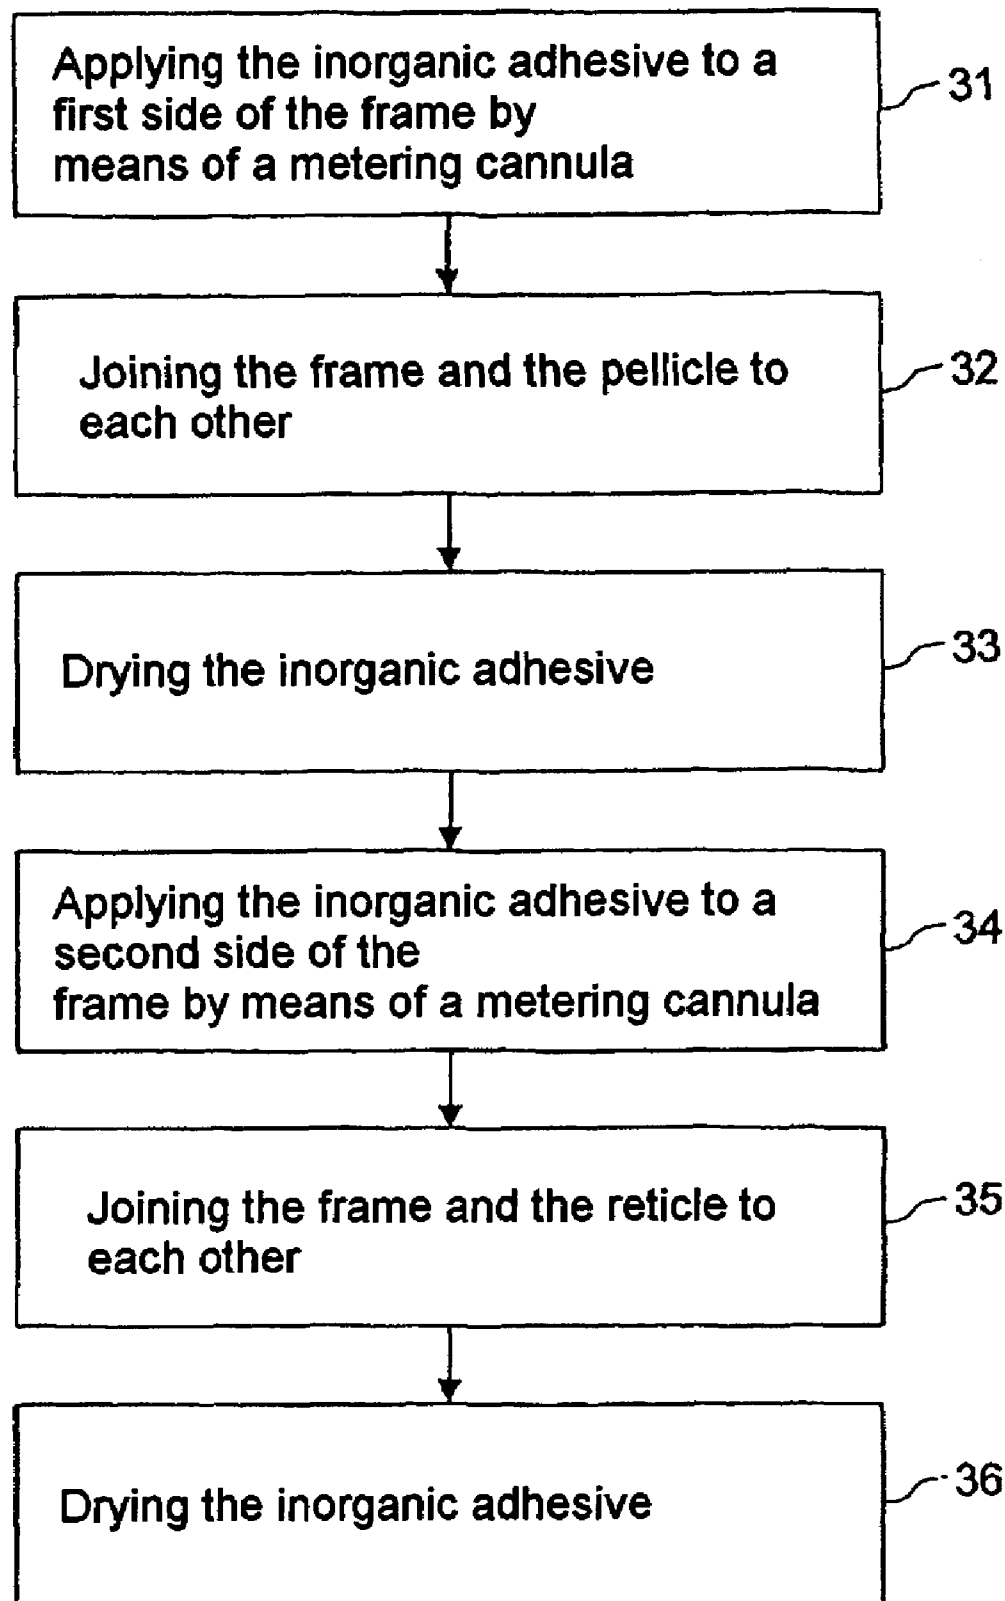 Applying the inorganic adhesive to a
first side of the frame by
means of a metering cannula
31
Joining the frame and the pellicle to
each other
32
Drying the inorganic adhesive
33
Applying the inorganic adhesive to a
second side of the
frame by means of a metering cannula
34
Joining the frame and the reticle to
each other
35
Drying the inorganic adhesive
36